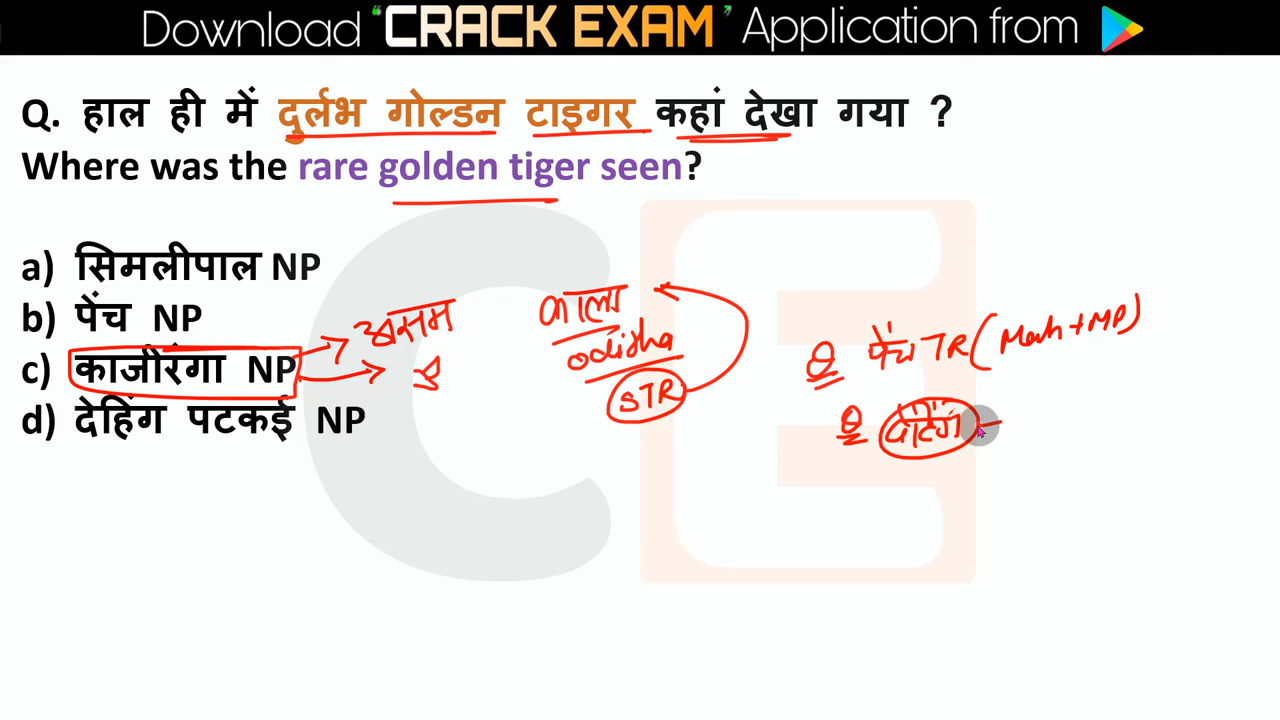 Download “CRACK EXAM” Application from
Q. हाल ही में दुर्लभ गोल्डन टाइगर कहां देखा गया ?
Where was the rare golden tiger seen?
a) सिमलीपाल NP
b) पेंच NP
c) काजीरंगा NP
d) देहिंग पटकई NP
असम
काला
odisha
STR
पेंच TR (Mah+MP)
CE